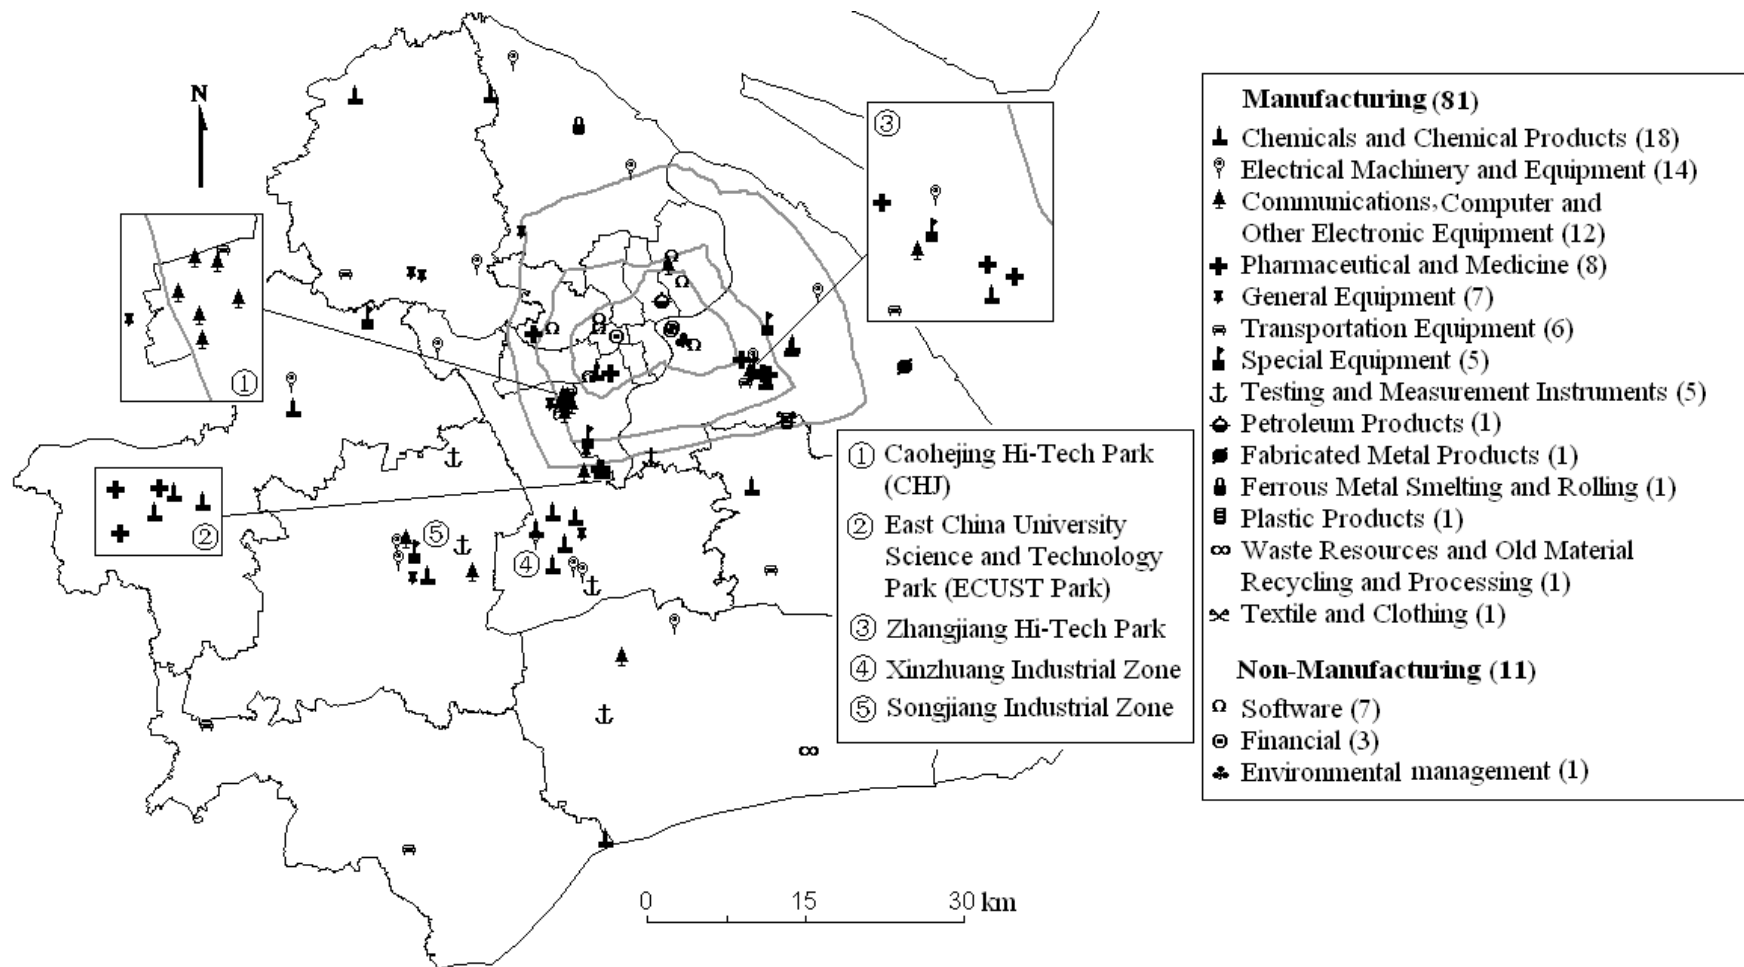 N
③
①
②
⑤
④
Manufacturing (81)
Chemicals and Chemical Products (18)
Electrical Machinery and Equipment (14)
Communications, Computer and
Other Electronic Equipment (12)
Pharmaceutical and Medicine (8)
General Equipment (7)
Transportation Equipment (6)
Special Equipment (5)
Testing and Measurement Instruments (5)
Petroleum Products (1)
Fabricated Metal Products (1)
Ferrous Metal Smelting and Rolling (1)
Plastic Products (1)
Waste Resources and Old Material
Recycling and Processing (1)
Textile and Clothing (1)
Non-Manufacturing (11)
Software (7)
Financial (3)
Environmental management (1)
① Caohejing Hi-Tech Park
(CHJ)
② East China University
Science and Technology
Park (ECUST Park)
③ Zhangjiang Hi-Tech Park
④ Xinzhuang Industrial Zone
⑤ Songjiang Industrial Zone
0 15 30 km